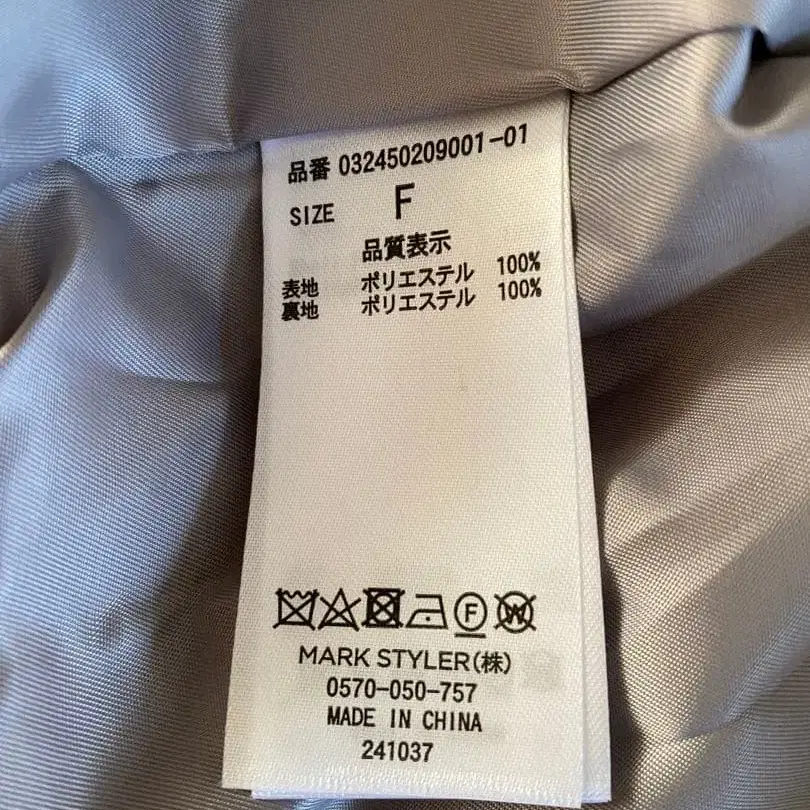 品番 032450209001-01
SIZE F
品質表示
表地 ポリエステル 100%
裏地 ポリエステル 100%
F W
MARK STYLER(株)
0570-050-757
MADE IN CHINA
241037